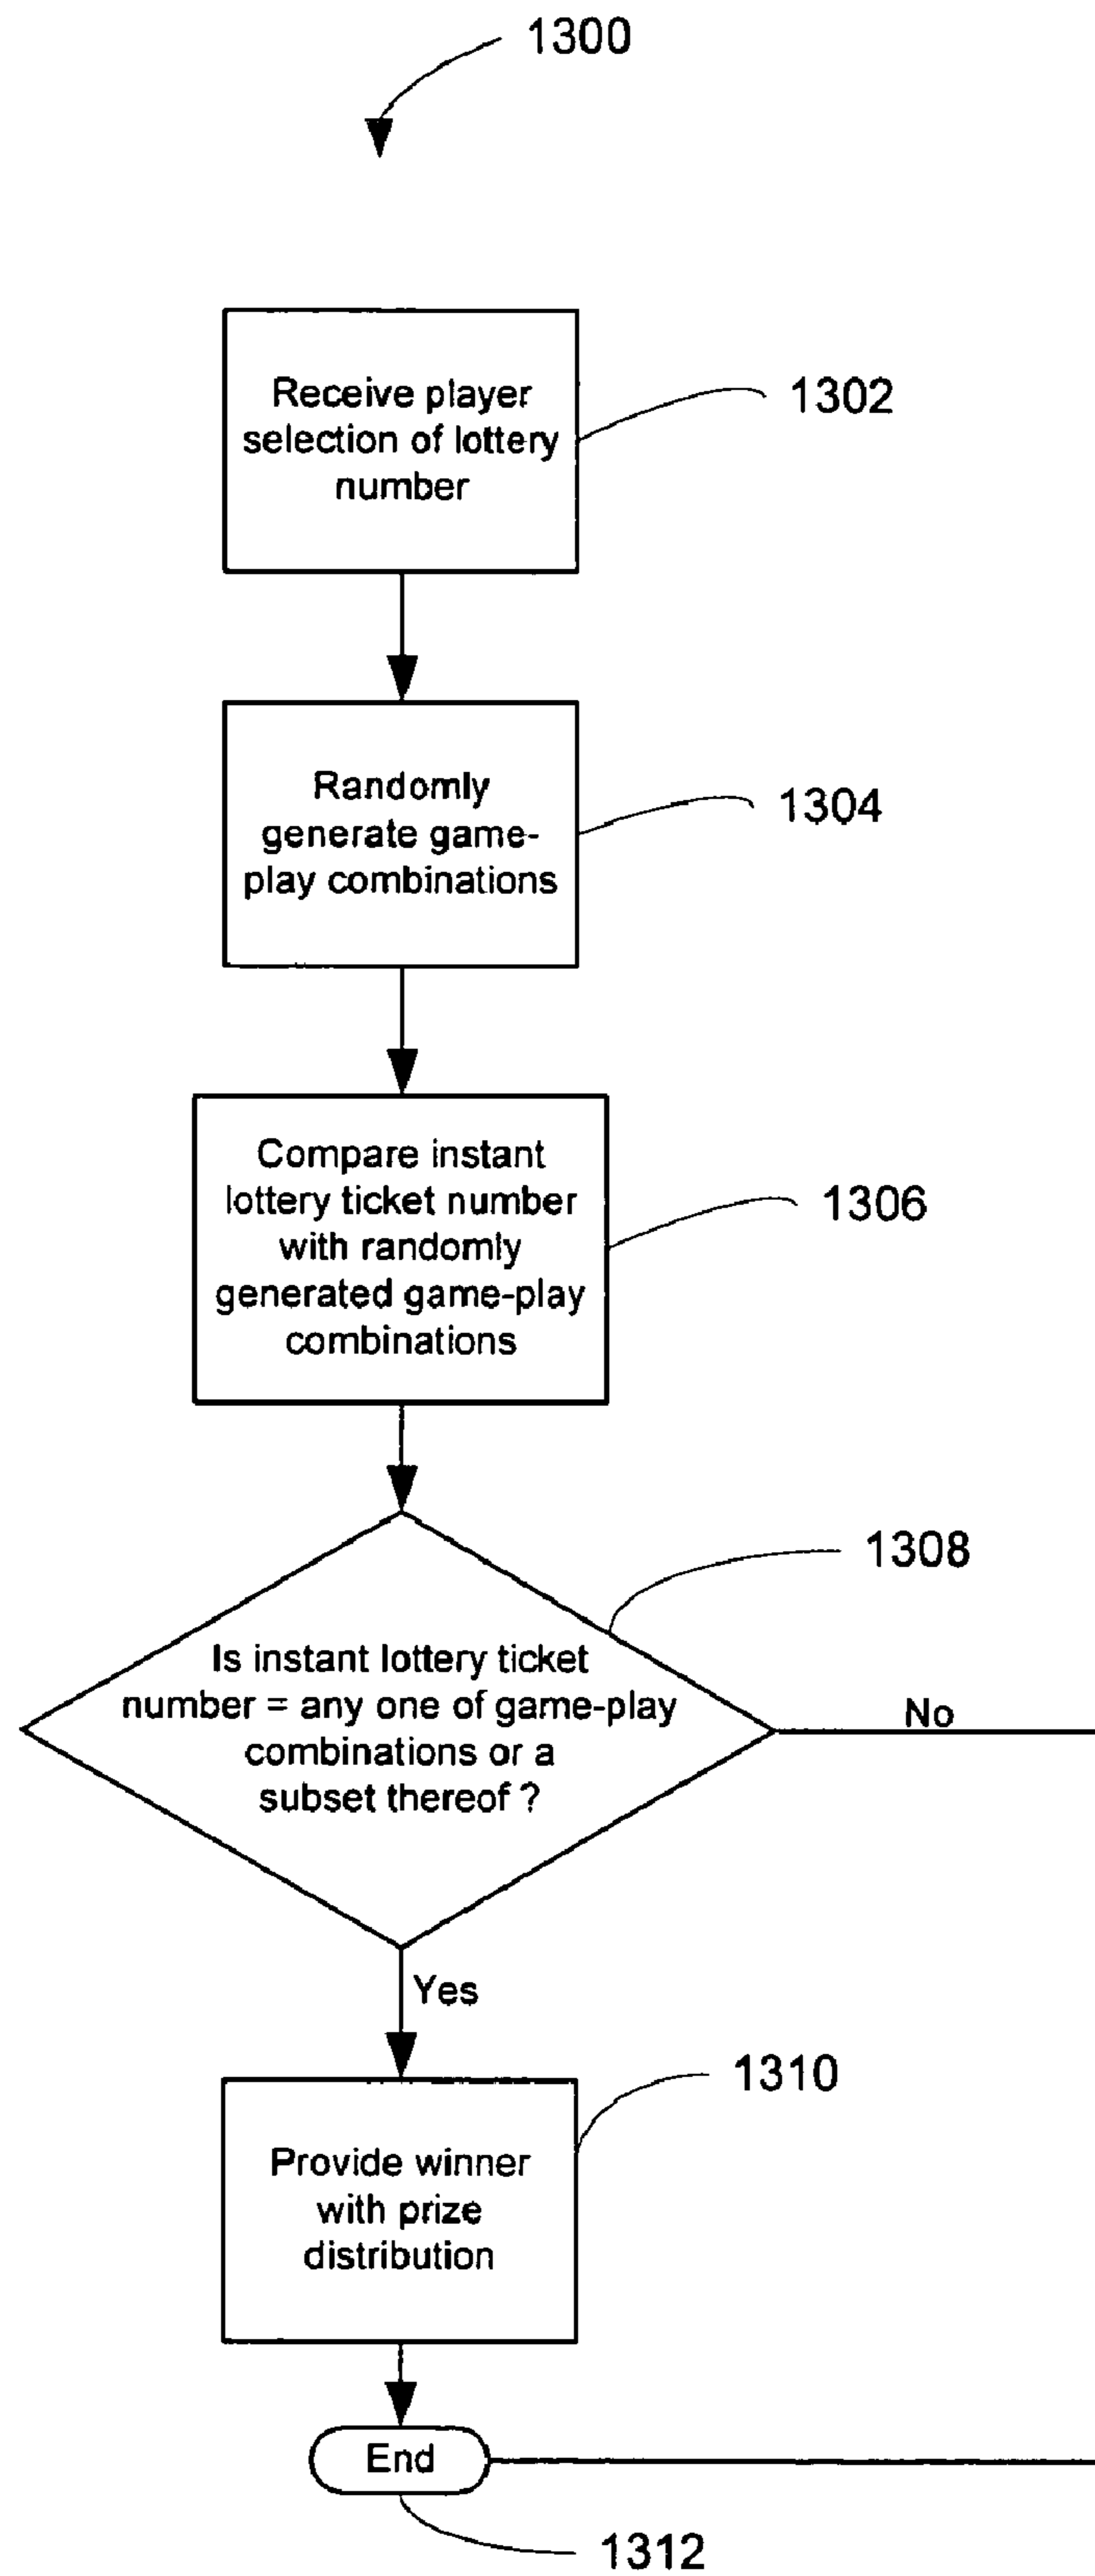 1300
Receive player
selection of lottery
number
1302
Randomly
generate game-
play combinations
1304
Compare instant
lottery ticket number
with randomly
generated game-play
combinations
1306
1308
Is instant lottery ticket
number = any one of game-play
combinations or a
subset thereof ?
No
Yes
1310
Provide winner
with prize
distribution
End
1312